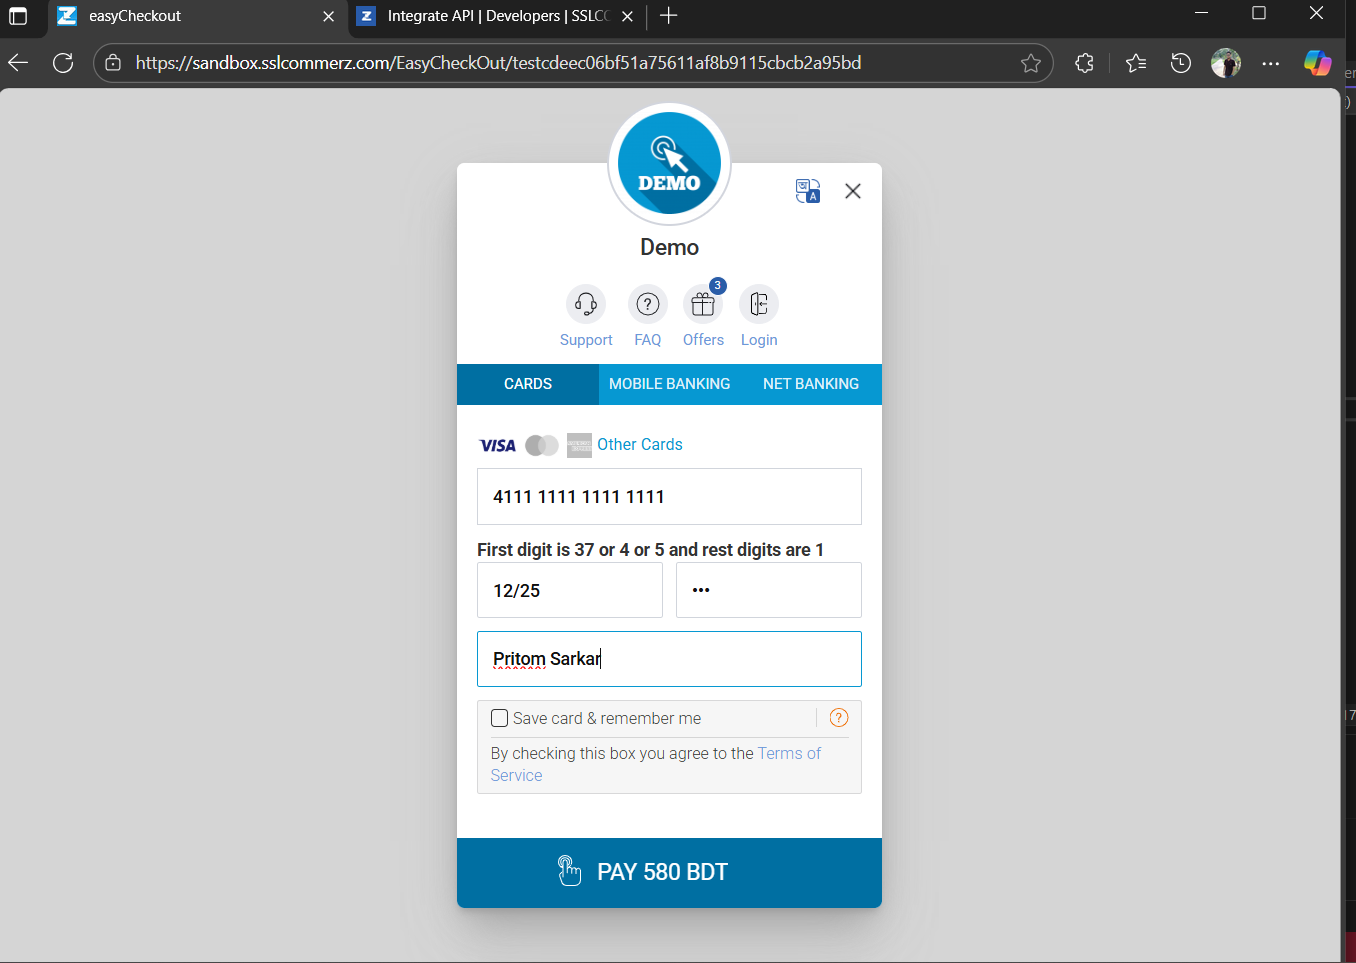 easyCheckout
Integrate API | Developers | SSLCO
https://sandbox.sslcommerz.com/EasyCheckOut/testcdeec06bf51a75611af8b9115cbcb2a95bd
DEMO
অ A
Demo
3
Support FAQ Offers Login
CARDS MOBILE BANKING NET BANKING
VISA Other Cards
4111 1111 1111 1111
First digit is 37 or 4 or 5 and rest digits are 1
12/25 •••
Pritom Sarkar
Save card & remember me
By checking this box you agree to the Terms of
Service
PAY 580 BDT